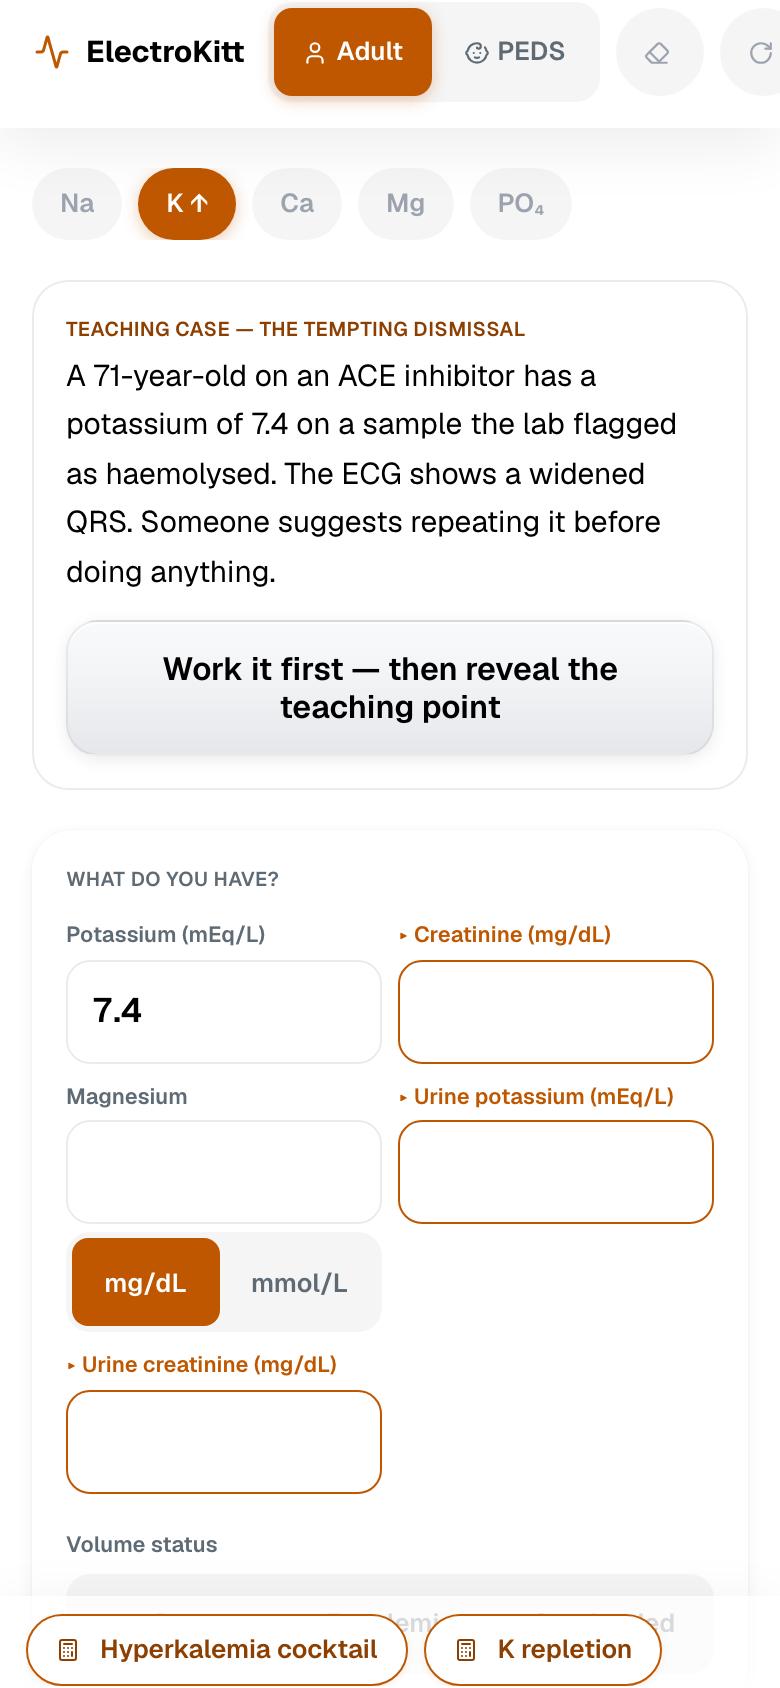 ElectroKitt
Adult
PEDS
Na
K ↑
Ca
Mg
PO₄
TEACHING CASE — THE TEMPTING DISMISSAL
A 71-year-old on an ACE inhibitor has a
potassium of 7.4 on a sample the lab flagged
as haemolysed. The ECG shows a widened
QRS. Someone suggests repeating it before
doing anything.
Work it first — then reveal the
teaching point
WHAT DO YOU HAVE?
Potassium (mEq/L)
▸ Creatinine (mg/dL)
7.4
Magnesium
▸ Urine potassium (mEq/L)
mg/dL
mmol/L
▸ Urine creatinine (mg/dL)
Volume status
Hyperkalemia cocktail
K repletion